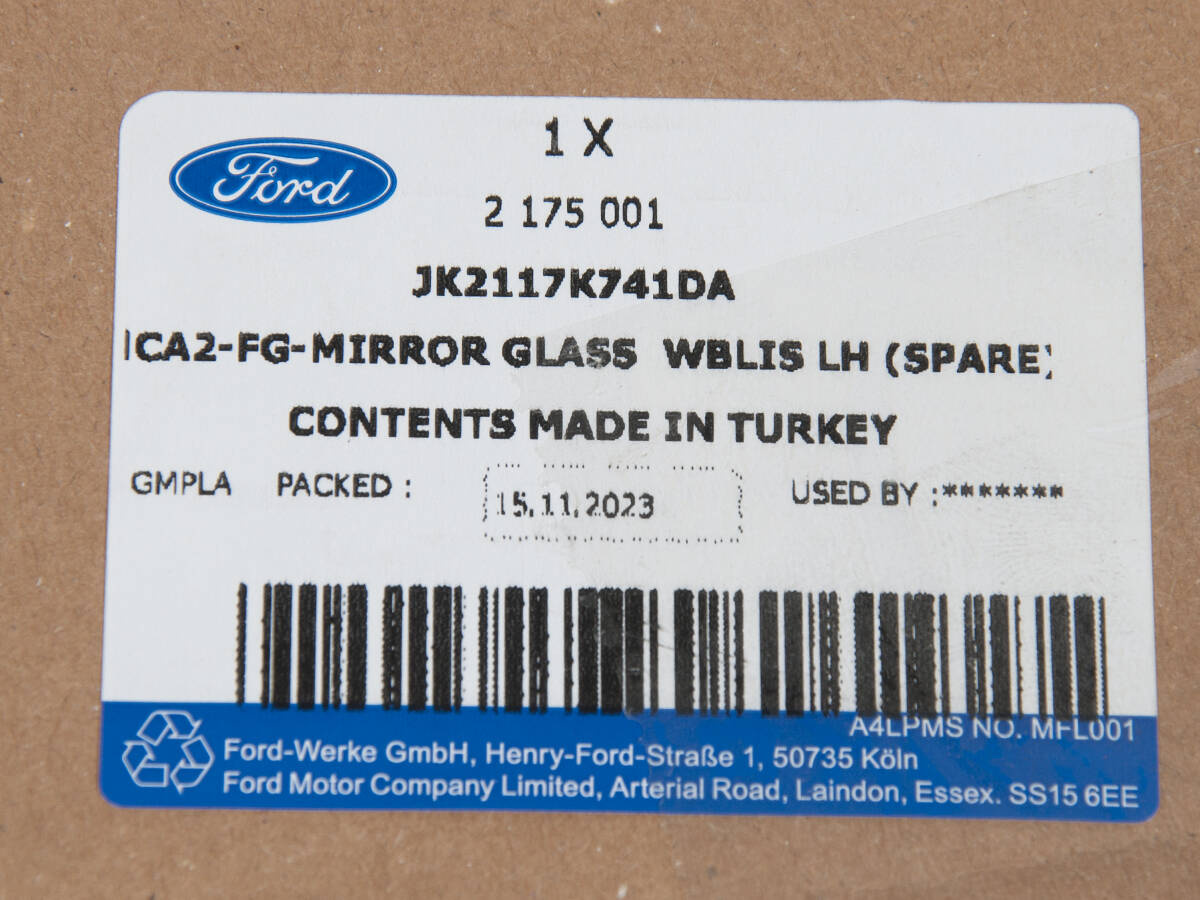 Ford
1 X
2 175 001
JK2117K741DA
CA2-FG-MIRROR GLASS WBLIS LH (SPARE)
CONTENTS MADE IN TURKEY
GMPLA PACKED : 15.11.2023 USED BY :*******
A4LPMS NO. MFL001
Ford-Werke GmbH, Henry-Ford-Straße 1, 50735 Köln
Ford Motor Company Limited, Arterial Road, Laindon, Essex. SS15 6EE